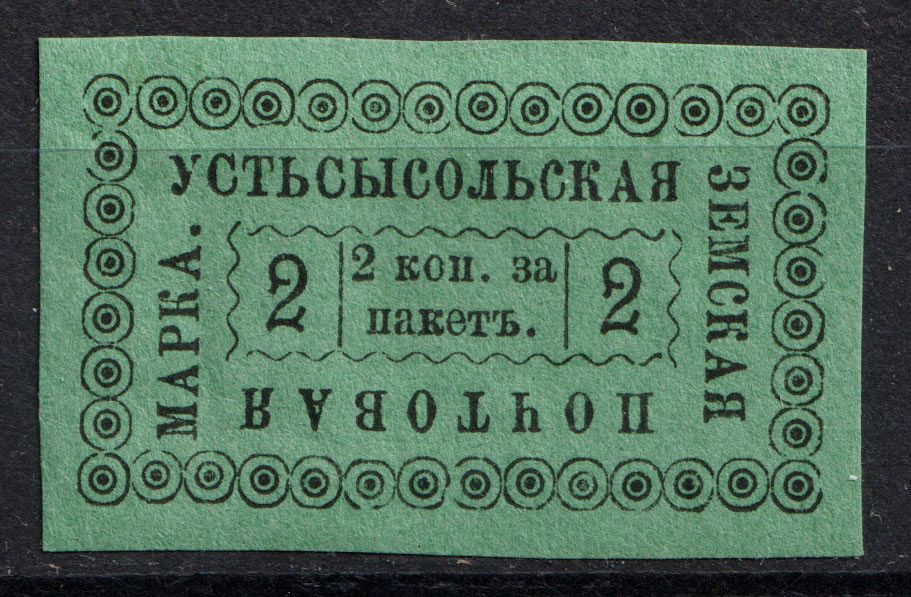 УСТЬСЫСОЛЬСКАЯ
ЗЕМСКАЯ
ПОЧТОВАЯ
МАРКА.
2
2 коп. за
пакетъ.
2